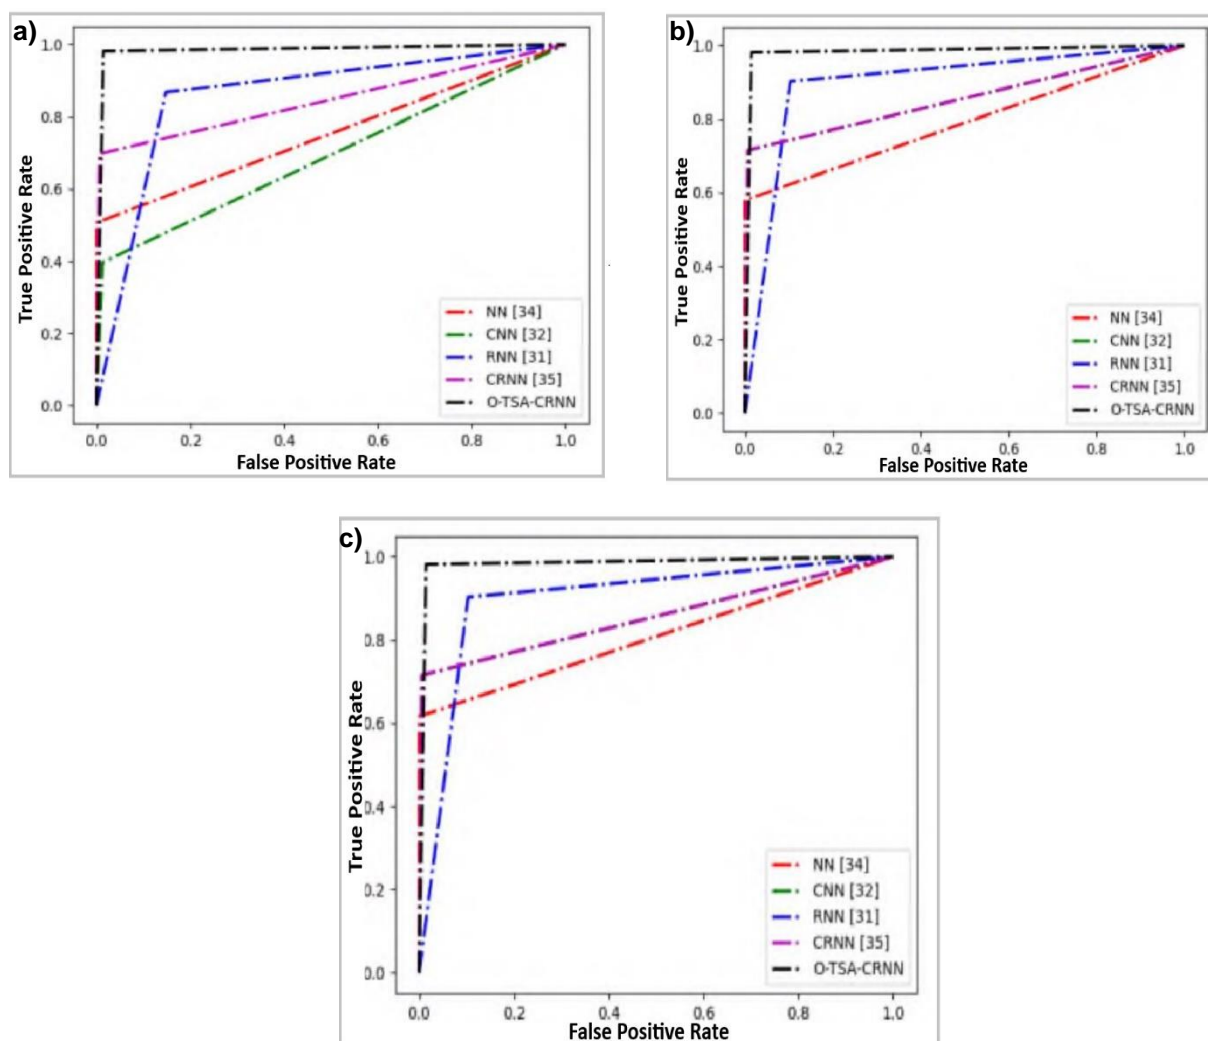 a)
1.0
0.8
0.6
0.4
0.2
0.0
True Positive Rate
NN [34]
CNN [32]
RNN [31]
CRNN [35]
O-TSA-CRNN
0.0 0.2 0.4 0.6 0.8 1.0
False Positive Rate
b)
1.0
0.8
0.6
0.4
0.2
0.0
True Positive Rate
NN [34]
CNN [32]
RNN [31]
CRNN [35]
O-TSA-CRNN
0.0 0.2 0.4 0.6 0.8 1.0
False Positive Rate
c)
1.0
0.8
0.6
0.4
0.2
0.0
True Positive Rate
NN [34]
CNN [32]
RNN [31]
CRNN [35]
O-TSA-CRNN
0.0 0.2 0.4 0.6 0.8 1.0
False Positive Rate